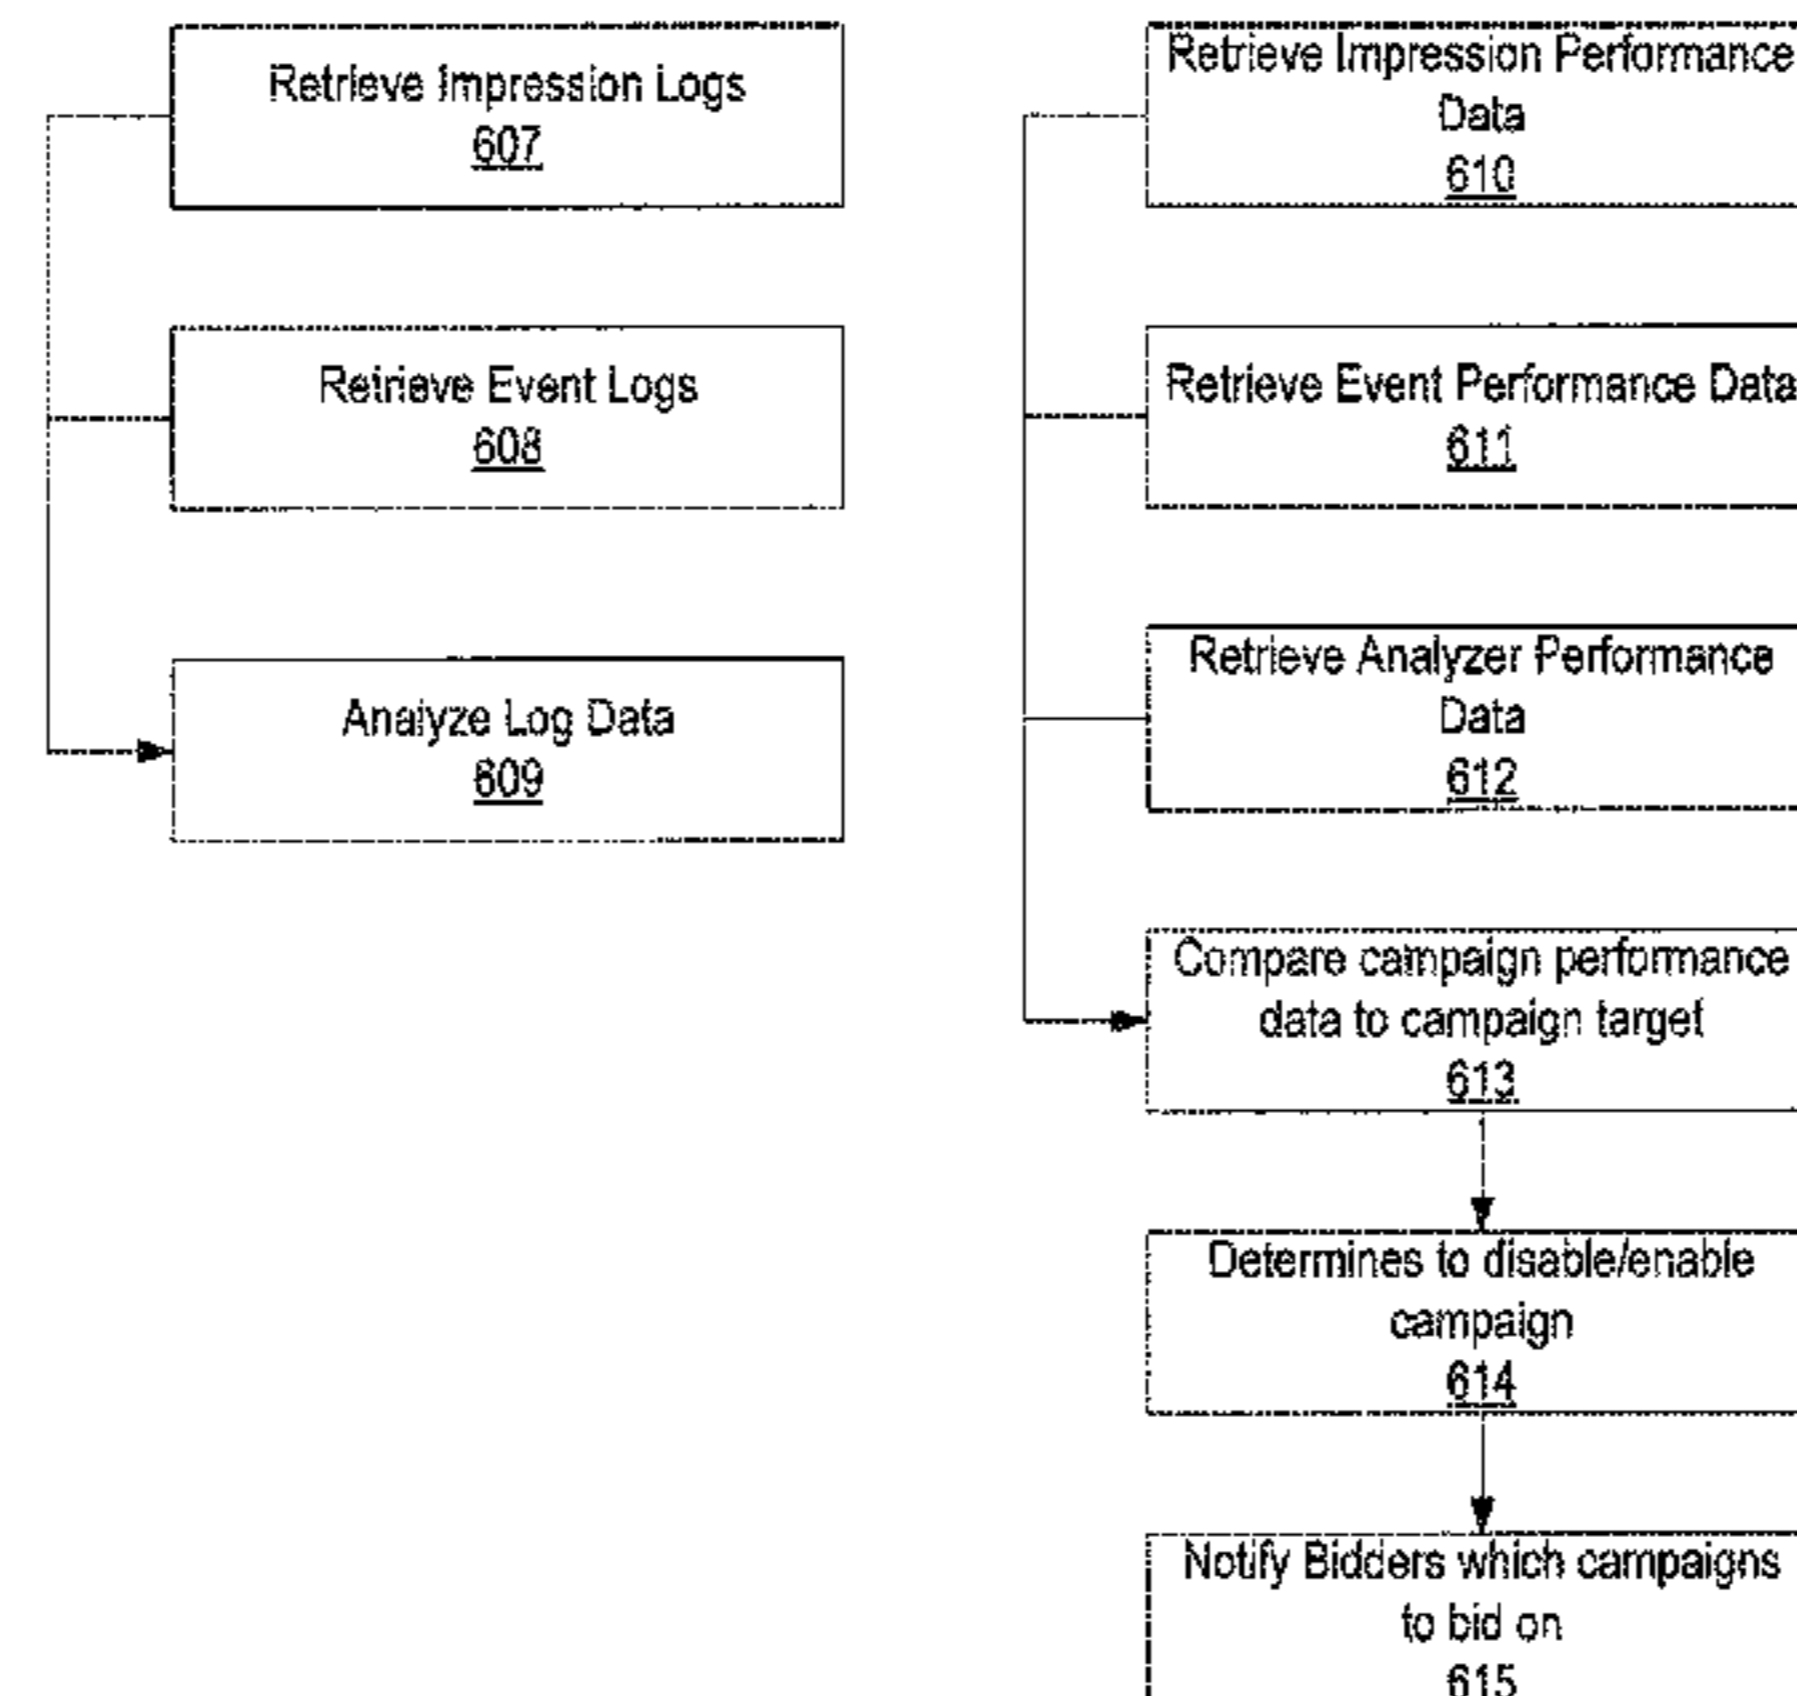 Retrieve Impression Logs
607
Retrieve Event Logs
608
Analyze Log Data
609
Retrieve Impression Performance
Data
610
Retrieve Event Performance Data
611
Retrieve Analyzer Performance
Data
612
Compare campaign performance
data to campaign target
613
Determines to disable/enable
campaign
614
Notify Bidders which campaigns
to bid on
615